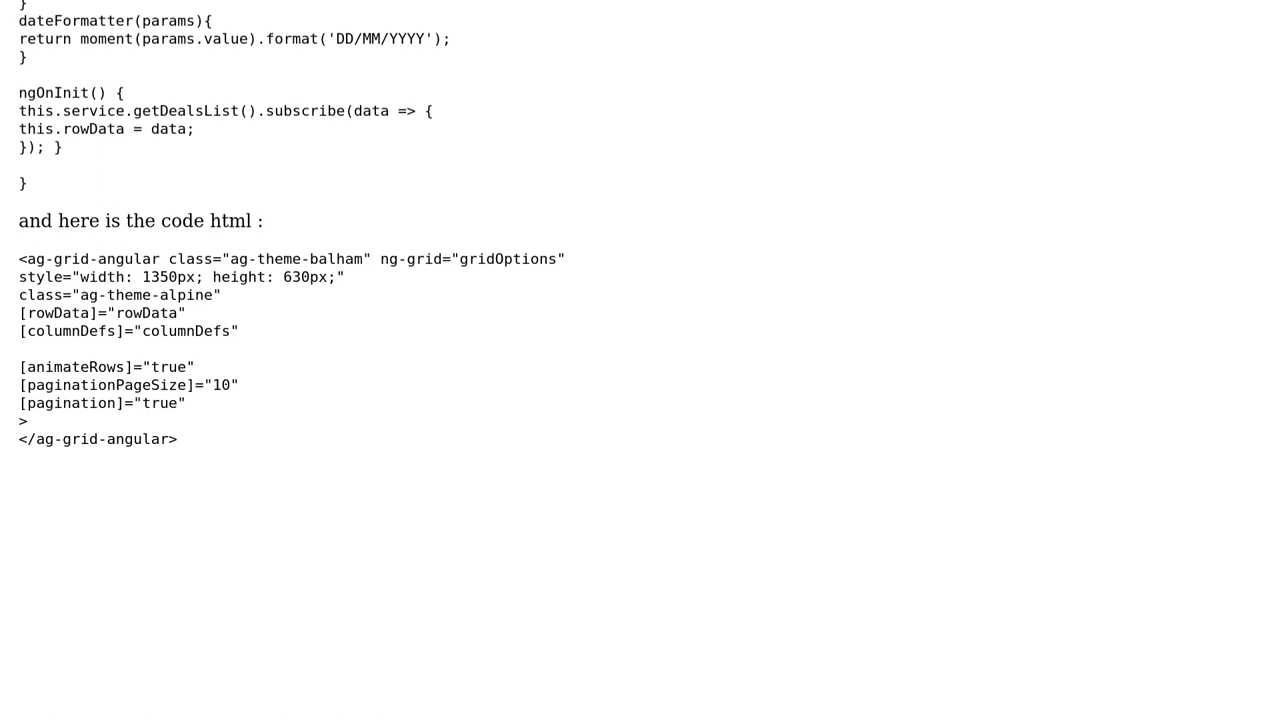 }
dateFormatter(params){
return moment(params.value).format('DD/MM/YYYY');
}
ngOnInit() {
this.service.getDealsList().subscribe(data => {
this.rowData = data;
}); }
}
and here is the code html :
<ag-grid-angular class="ag-theme-balham" ng-grid="gridOptions"
style="width: 1350px; height: 630px;"
class="ag-theme-alpine"
[rowData]="rowData"
[columnDefs]="columnDefs"
[animateRows]="true"
[paginationPageSize]="10"
[pagination]="true"
>
</ag-grid-angular>